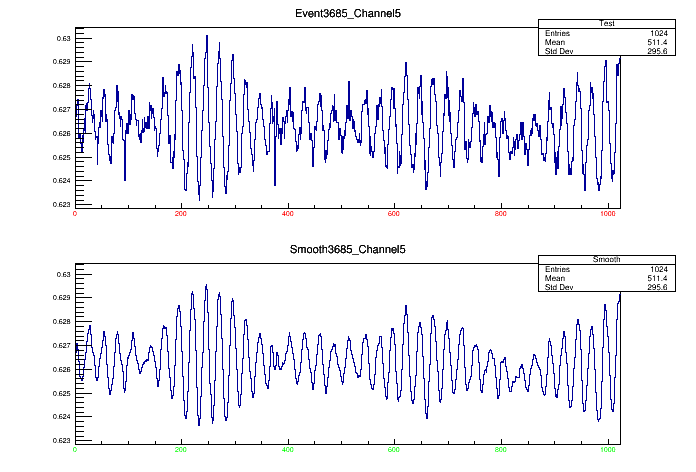 Event3685_Channel5
Test
Entries 1024
Mean 511.4
Std Dev 295.6
0.63
0.629
0.628
0.627
0.626
0.625
0.624
0.623
0 200 400 600 800 1000
Smooth3685_Channel5
Smooth
Entries 1024
Mean 511.4
Std Dev 295.6
0.63
0.629
0.628
0.627
0.626
0.625
0.624
0.623
0 200 400 600 800 1000